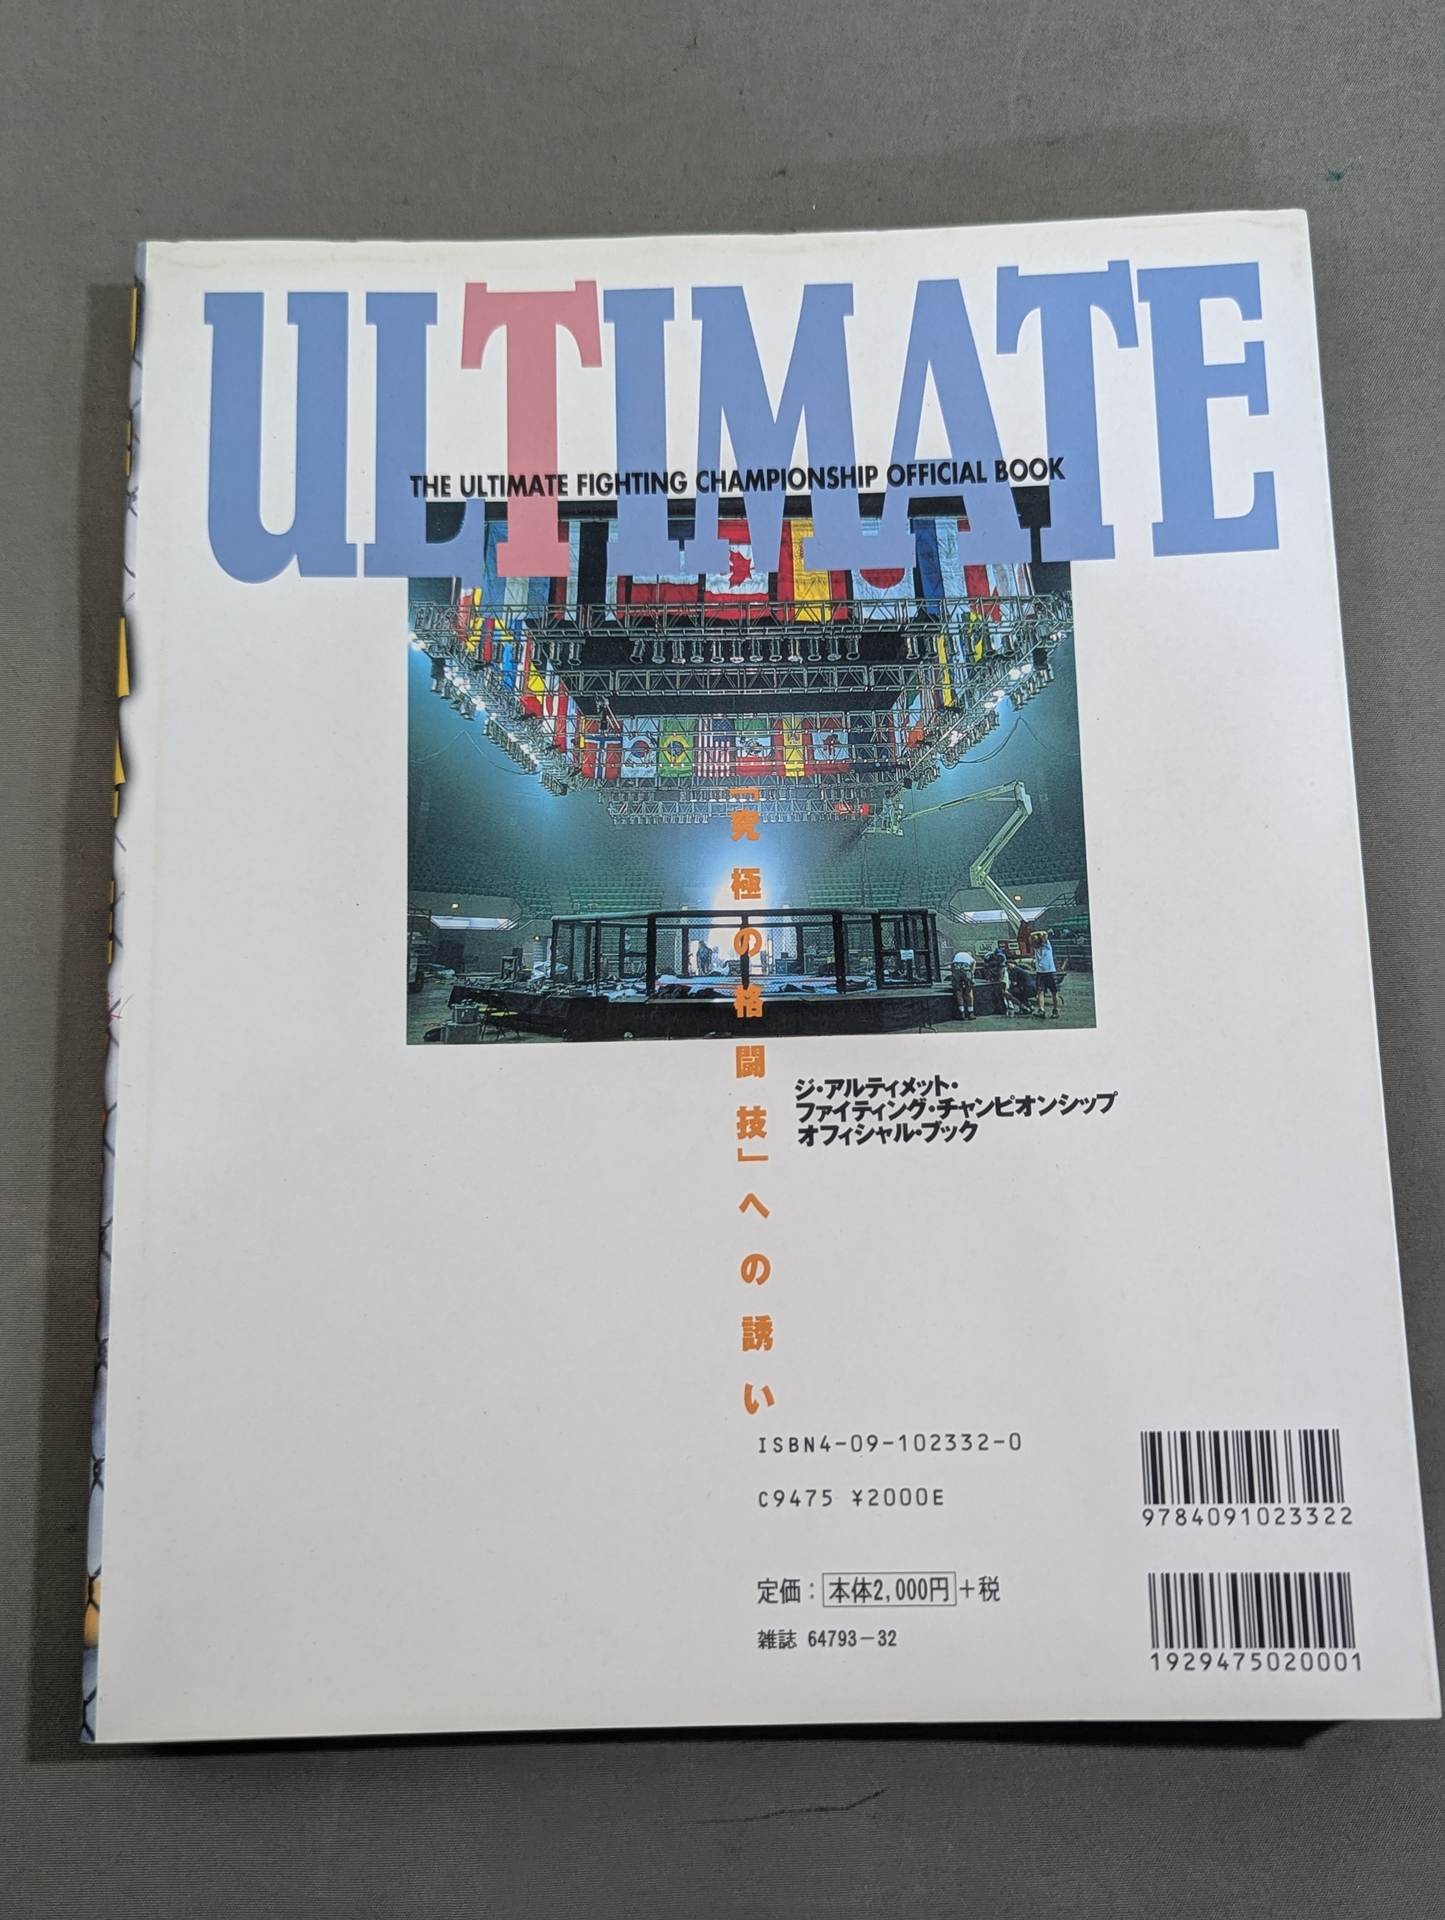 ULTIMATE
THE ULTIMATE FIGHTING CHAMPIONSHIP OFFICIAL BOOK
「究極の格闘技」への誘い
ジ・アルティメット・
ファイティング・チャンピオンシップ
オフィシャル・ブック
ISBN4-09-102332-0
C9475 ¥2000E
9784091023322
定価：本体2,000円+税
雑誌 64793-32
1929475020001